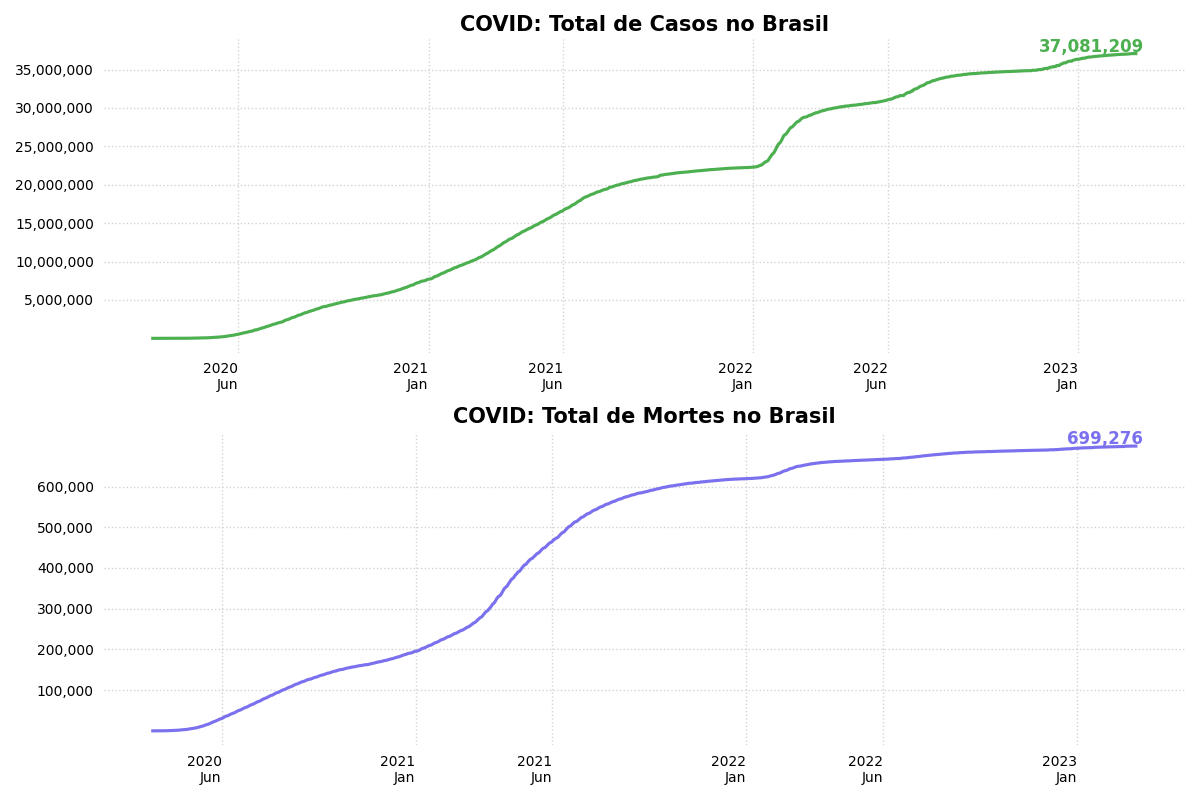 COVID: Total de Casos no Brasil
37,081,209
35,000,000
30,000,000
25,000,000
20,000,000
15,000,000
10,000,000
5,000,000
2020 2021 2021 2022 2022 2023
Jun Jan Jun Jan Jun Jan
COVID: Total de Mortes no Brasil
699,276
600,000
500,000
400,000
300,000
200,000
100,000
2020 2021 2021 2022 2022 2023
Jun Jan Jun Jan Jun Jan